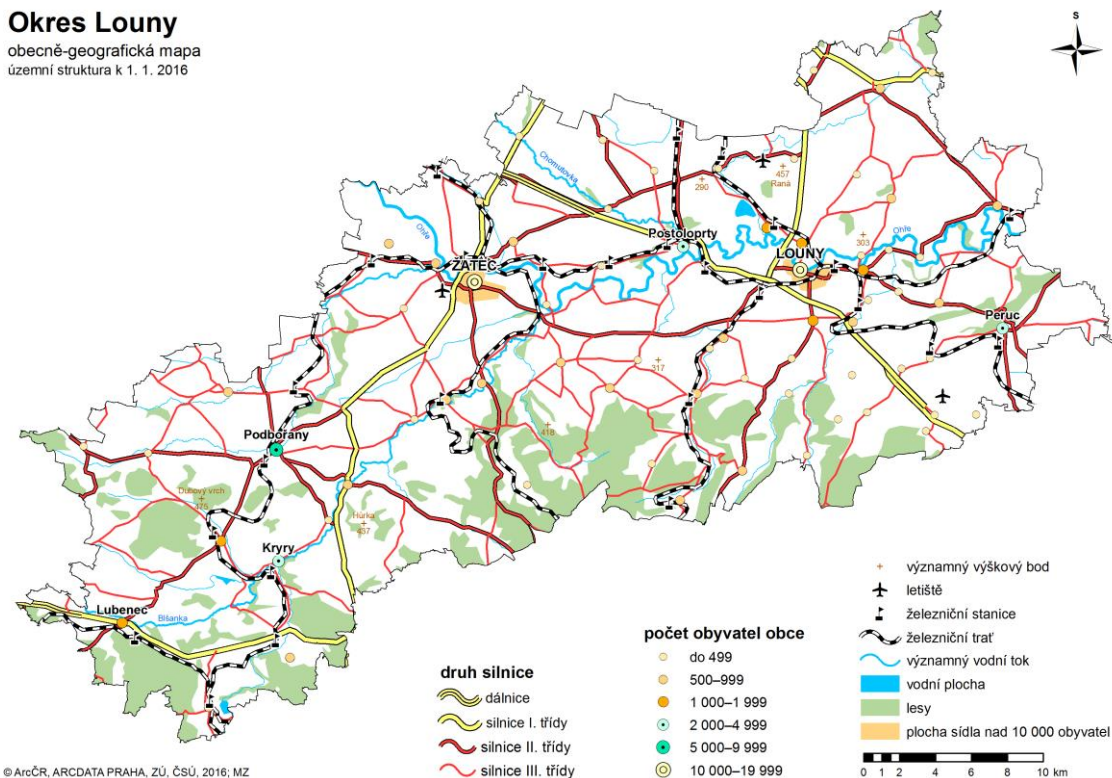 Okres Louny
obecně-geografická mapa
územní struktura k 1. 1. 2016
S
Chomutovka
290
457
Raná
Ohře
Postoloprty
303
Ohře
LOUNY
ŽATEC
Peruc
317
418
Podbořany
Dubový vrch
475
Hůrka
437
Kryry
Lubenec
Blšanka
druh silnice
dálnice
silnice I. třídy
silnice II. třídy
silnice III. třídy
počet obyvatel obce
do 499
500–999
1 000–1 999
2 000–4 999
5 000–9 999
10 000–19 999
významný výškový bod
letiště
železniční stanice
železniční trať
významný vodní tok
vodní plocha
lesy
plocha sídla nad 10 000 obyvatel
0 1 2 4 6 8 10 km
© ArcČR, ARCDATA PRAHA, ZÚ, ČSÚ, 2016; MZ